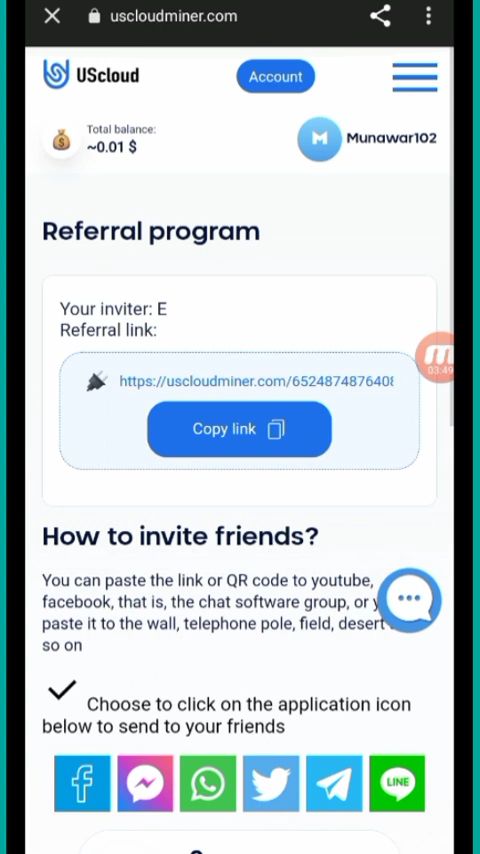 uscloudminer.com
UScloud
Account
Total balance:
~0.01 $
M
Munawar102
Referral program
Your inviter: E
Referral link:
https://uscloudminer.com/652487487640
03:49
Copy link
How to invite friends?
You can paste the link or QR code to youtube,
facebook, that is, the chat software group, or
paste it to the wall, telephone pole, field, desert
so on
Choose to click on the application icon
below to send to your friends
LINE